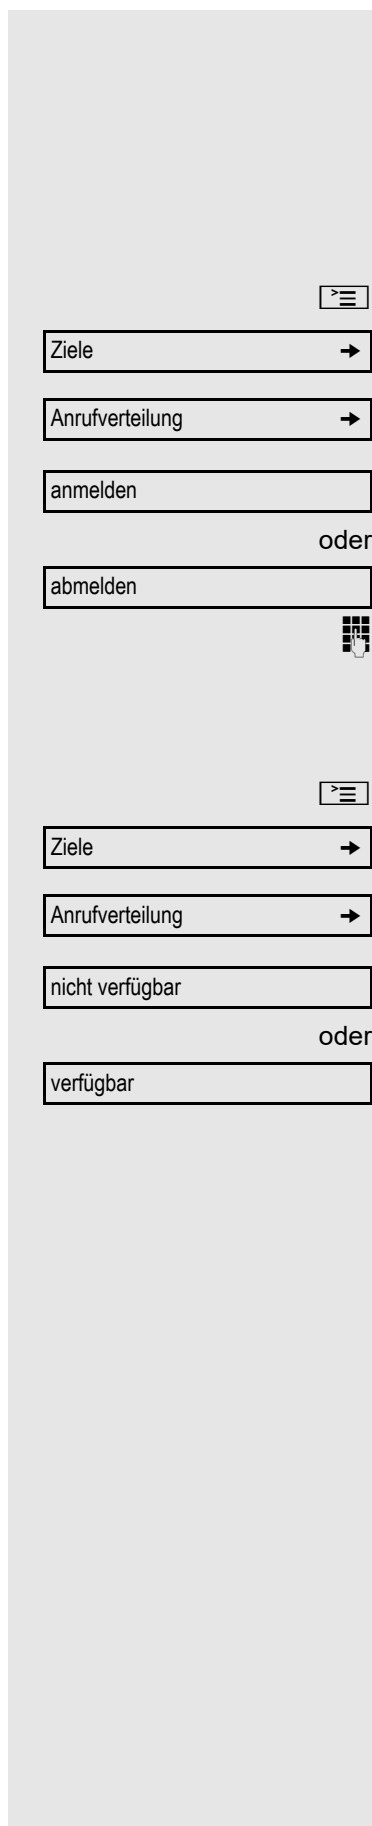 Ziele
Anrufverteilung
anmelden
oder
abmelden
Ziele
Anrufverteilung
nicht verfügbar
oder
verfügbar